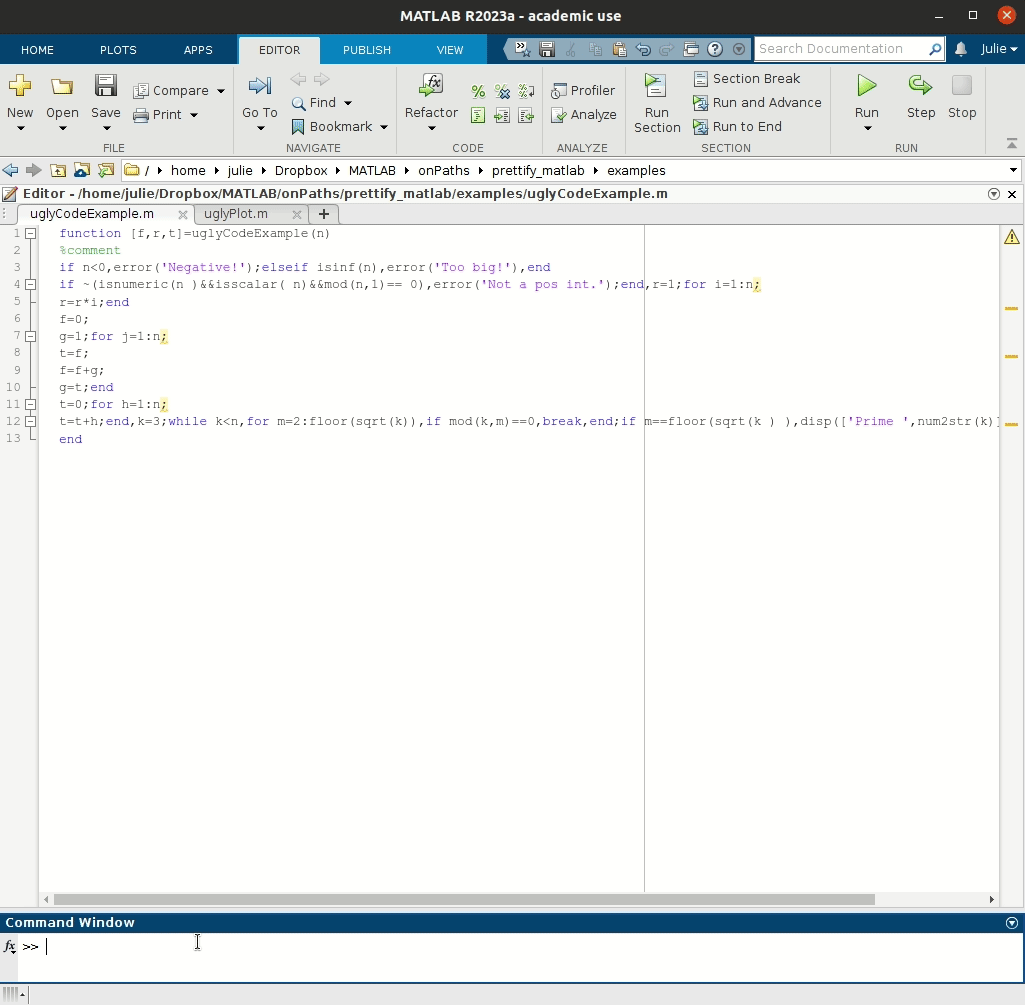 MATLAB R2023a - academic use
HOME PLOTS APPS EDITOR PUBLISH VIEW Search Documentation Julie
New Open Save Compare Print FILE
Go To Find Bookmark NAVIGATE
Refactor CODE
Profiler Analyze ANALYZE
Run Section Section Break Run and Advance Run to End SECTION
Run Step Stop RUN
/ home julie Dropbox MATLAB onPaths prettify_matlab examples
Editor - /home/julie/Dropbox/MATLAB/onPaths/prettify_matlab/examples/uglyCodeExample.m
uglyCodeExample.m uglyPlot.m +
1 function [f,r,t]=uglyCodeExample(n)
2 %comment
3 if n<0,error('Negative!');elseif isinf(n),error('Too big!'),end
4 if ~(isnumeric(n )&&isscalar( n)&&mod(n,1)== 0),error('Not a pos int.');end,r=1;for i=1:n;
5 r=r*i;end
6 f=0;
7 g=1;for j=1:n;
8 t=f;
9 f=f+g;
10 g=t;end
11 t=0;for h=1:n;
12 t=t+h;end,k=3;while k<n,for m=2:floor(sqrt(k)),if mod(k,m)==0,break,end;if m==floor(sqrt(k ) ),disp(['Prime ',num2str(k)]
13 end
Command Window
fx >>